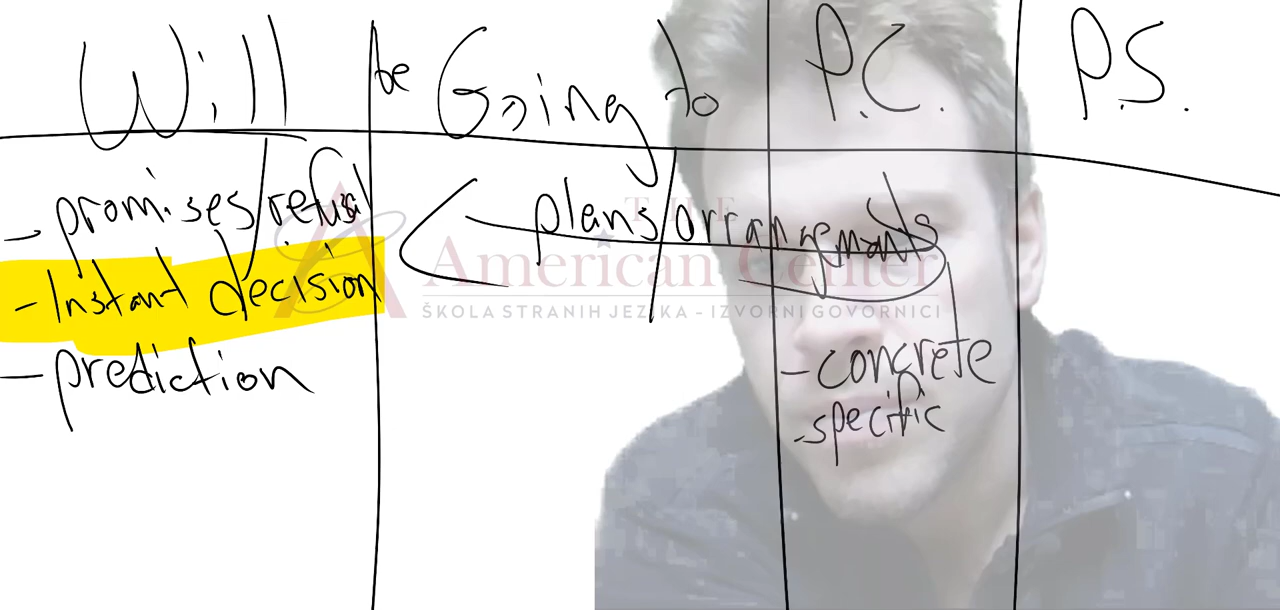 Will be Going to P.C. P.S.
- promises/refusal plans/arrangements
- Instant decision
- prediction
- concrete
- specific
THE
American Center
ŠKOLA STRANIH JEZIKA - IZVORNI GOVORNICI